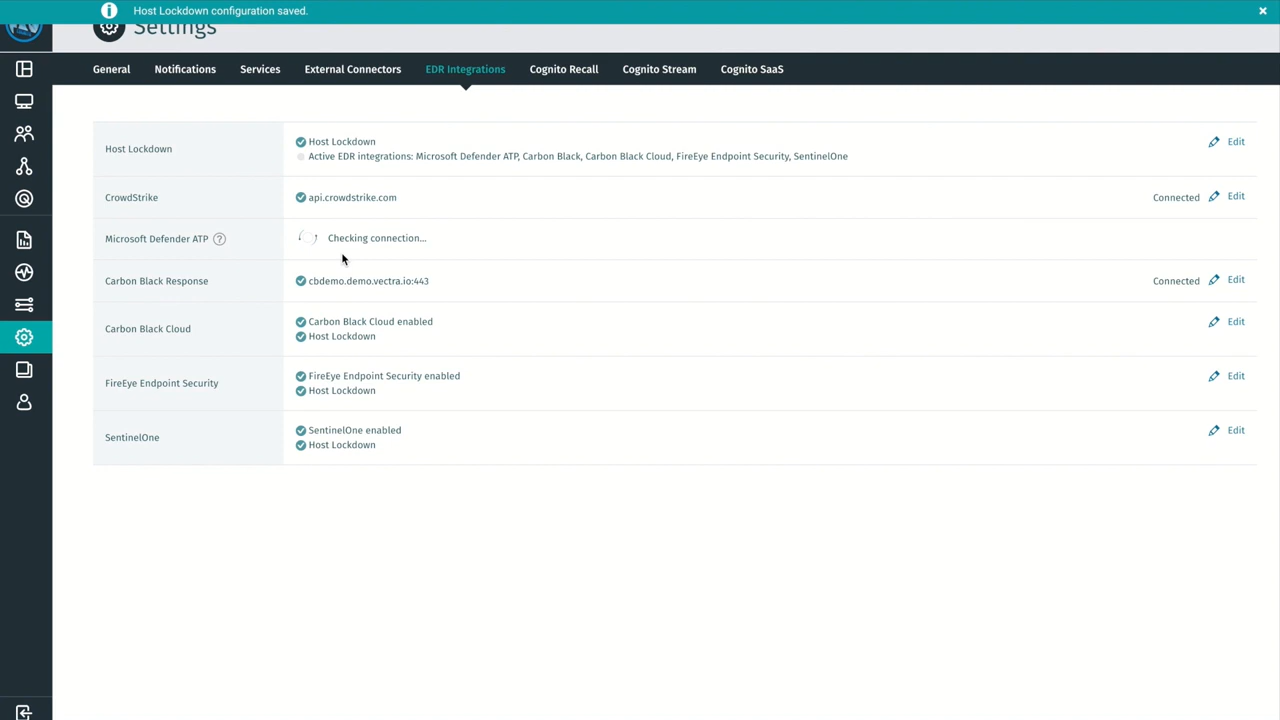 Host Lockdown configuration saved.
Settings
General Notifications Services External Connectors EDR Integrations Cognito Recall Cognito Stream Cognito SaaS
Host Lockdown
Host Lockdown
Edit
Active EDR integrations: Microsoft Defender ATP, Carbon Black, Carbon Black Cloud, FireEye Endpoint Security, SentinelOne
CrowdStrike
api.crowdstrike.com
Connected
Edit
Microsoft Defender ATP ?
Checking connection...
Carbon Black Response
cbdemo.demo.vectra.io:443
Connected
Edit
Carbon Black Cloud
Carbon Black Cloud enabled
Edit
Host Lockdown
FireEye Endpoint Security
FireEye Endpoint Security enabled
Edit
Host Lockdown
SentinelOne
SentinelOne enabled
Edit
Host Lockdown